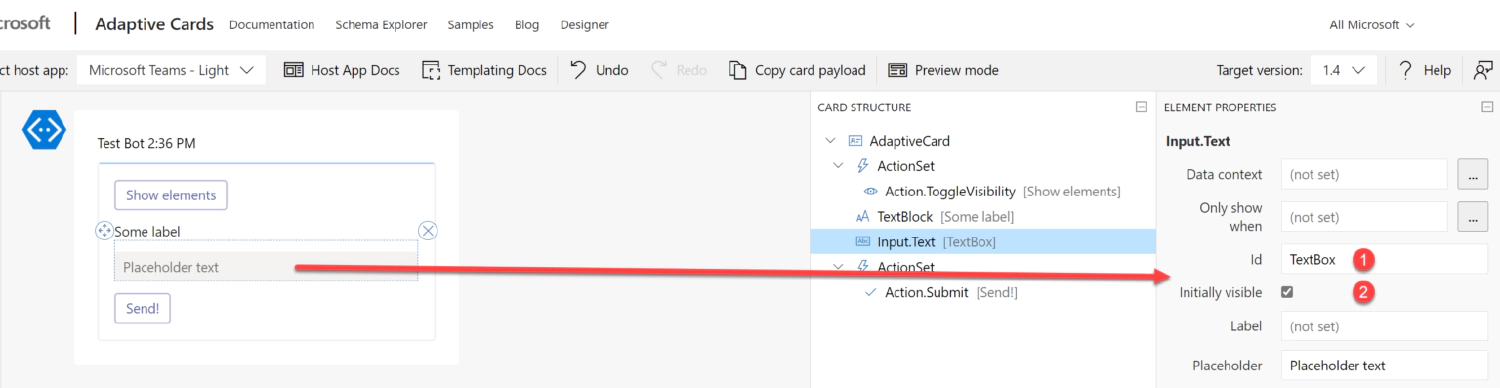 crosoft Adaptive Cards Documentation Schema Explorer Samples Blog Designer All Microsoft
ct host app: Microsoft Teams - Light Host App Docs Templating Docs Undo Redo Copy card payload Preview mode Target version: 1.4 Help
Test Bot 2:36 PM
Show elements
Some label
Placeholder text
Send!
CARD STRUCTURE
AdaptiveCard
ActionSet
Action.ToggleVisibility [Show elements]
AA TextBlock [Some label]
Abc Input.Text [TextBox]
ActionSet
Action.Submit [Send!]
ELEMENT PROPERTIES
Input.Text
Data context (not set) ...
Only show when (not set) ...
Id TextBox 1
Initially visible 2
Label (not set)
Placeholder Placeholder text